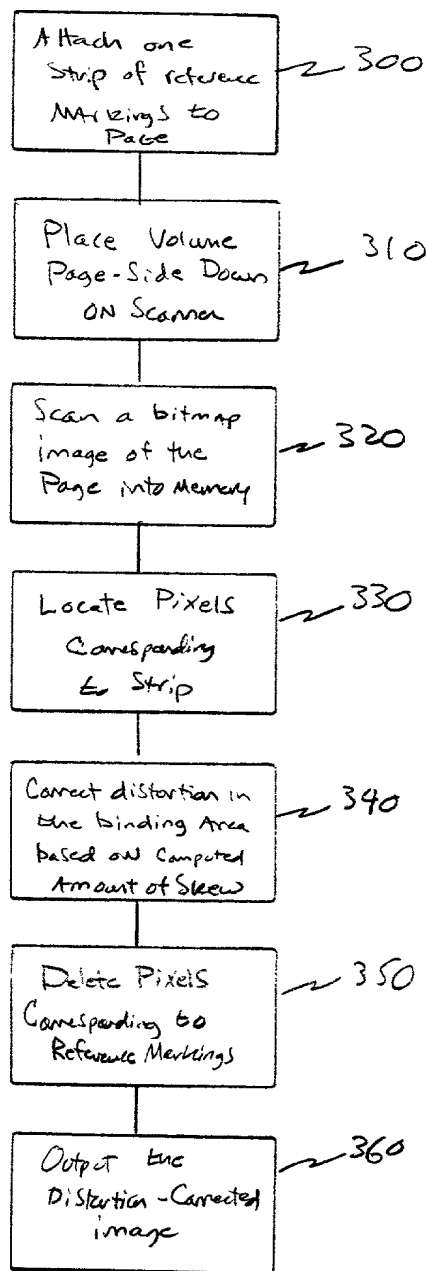 Attach one
Strip of reference
Markings to
Page
300
Place Volume
Page-Side Down
ON Scanner
310
Scan a bitmap
image of the
Page into Memory
320
Locate Pixels
Corresponding
to Strip
330
Correct distortion in
the binding Area
based on Computed
Amount of Skew
340
Delete Pixels
Corresponding to
Reference Markings
350
Output the
Distortion-Corrected
image
360